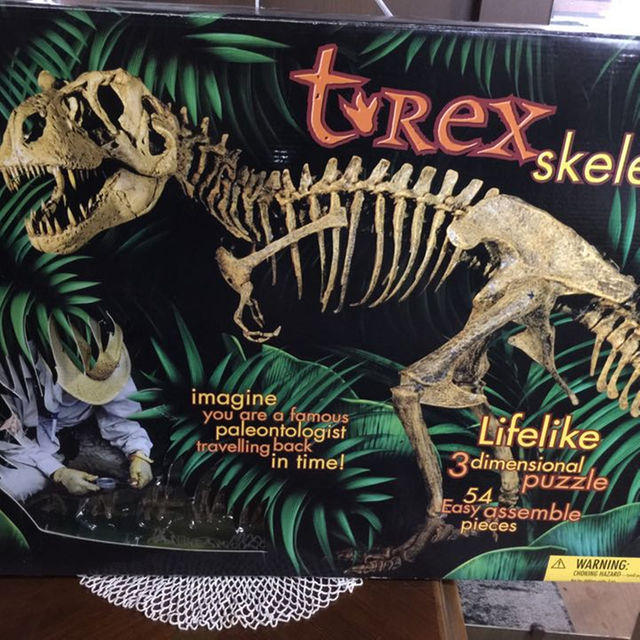 t-Rex
skele
imagine
you are a famous
paleontologist
travelling back
in time!
Lifelike
3 dimensional
puzzle
54
Easy assemble
pieces
WARNING:
CHOKING HAZARD